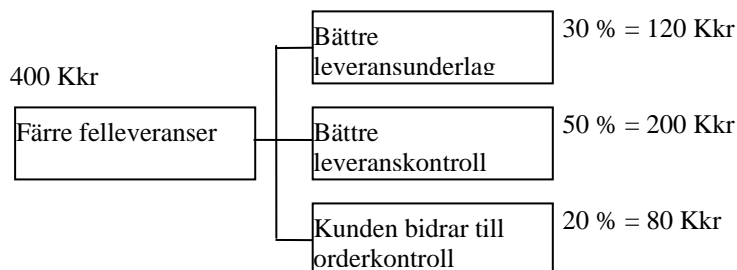 400 Kkr
Färre felleveranser
Bättre
leveransunderlag
30 % = 120 Kkr
Bättre
leveranskontroll
50 % = 200 Kkr
Kunden bidrar till
orderkontroll
20 % = 80 Kkr